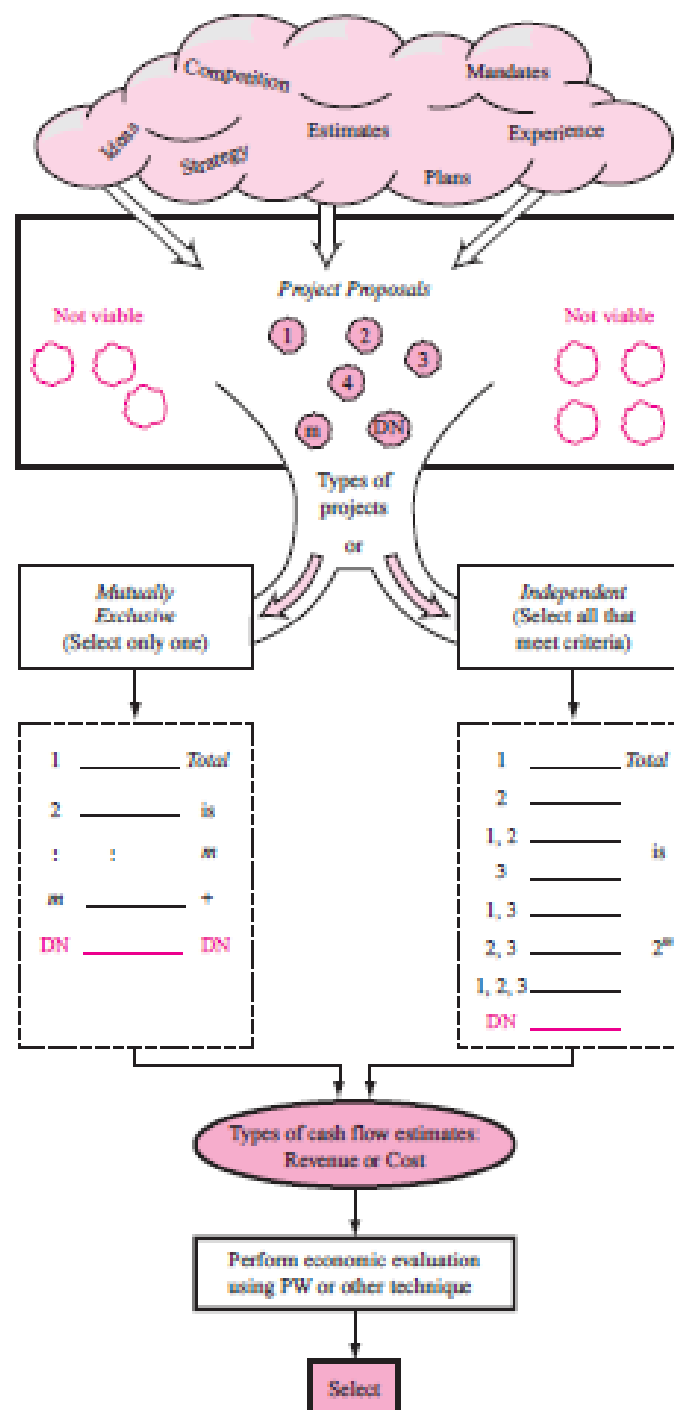 Competition
Mandates
Ideas
Estimates
Experience
Strategy
Plans
Project Proposals
Not viable
Not viable
1
2
3
4
m
DN
Types of
projects
or
Mutually
Exclusive
(Select only one)
Independent
(Select all that
meet criteria)
1 Total
2 is
: : m
m +
DN DN
1 Total
2
1, 2
is
3
1, 3
2, 3 2^m
1, 2, 3
DN
Types of cash flow estimates:
Revenue or Cost
Perform economic evaluation
using PW or other technique
Select